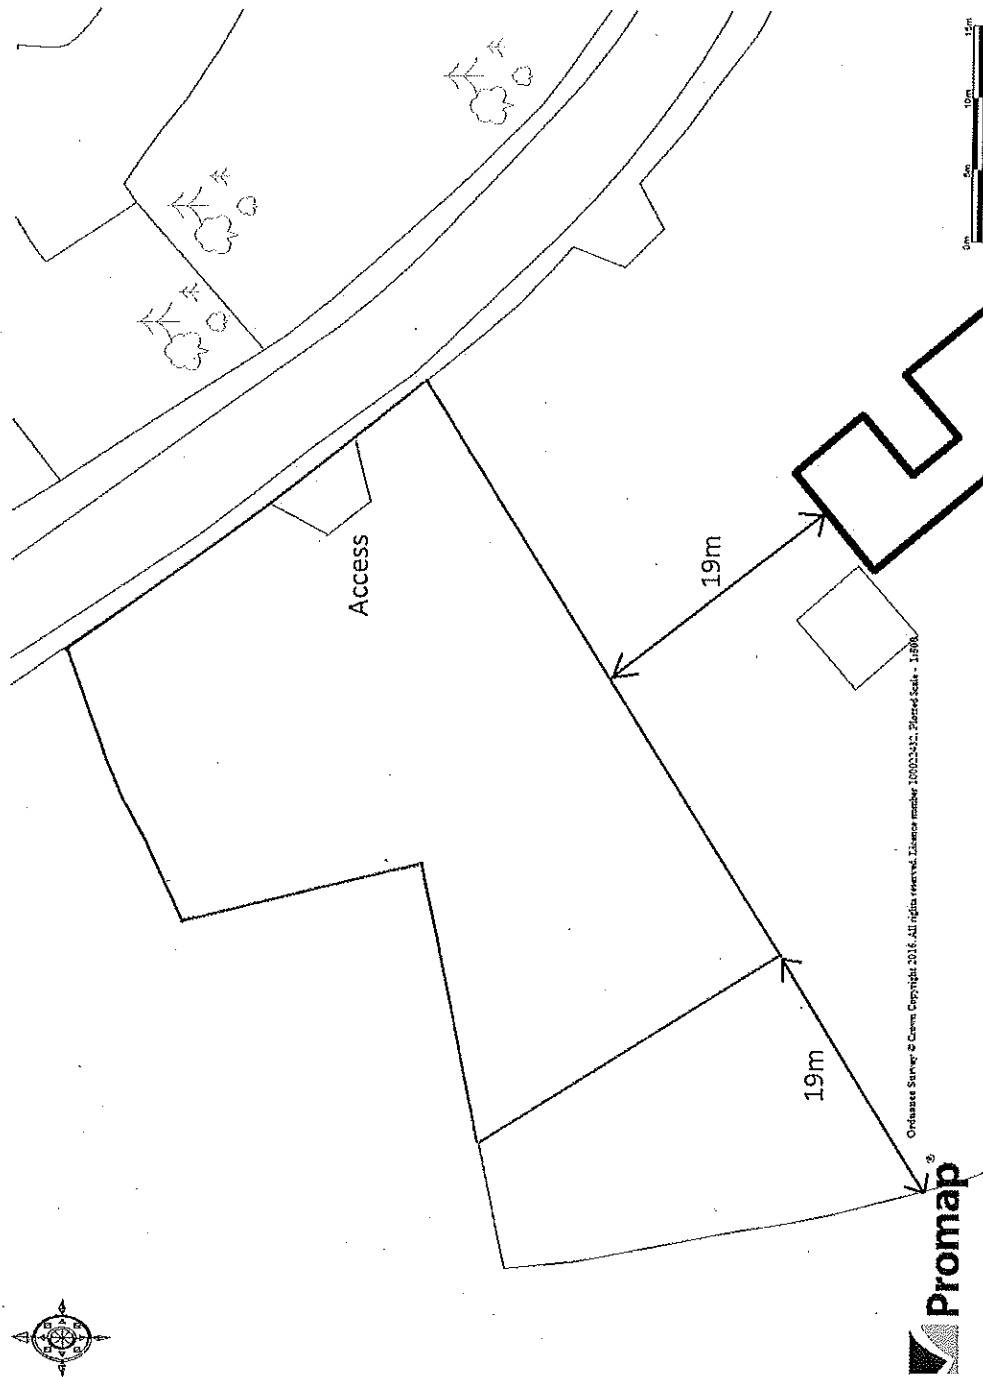 Access
19m
19m
0m 5m 10m 15m
Ordnance Survey © Crown Copyright 2016. All rights reserved. Licence number 100022432. Plotted Scale - 1:500
Promap ®